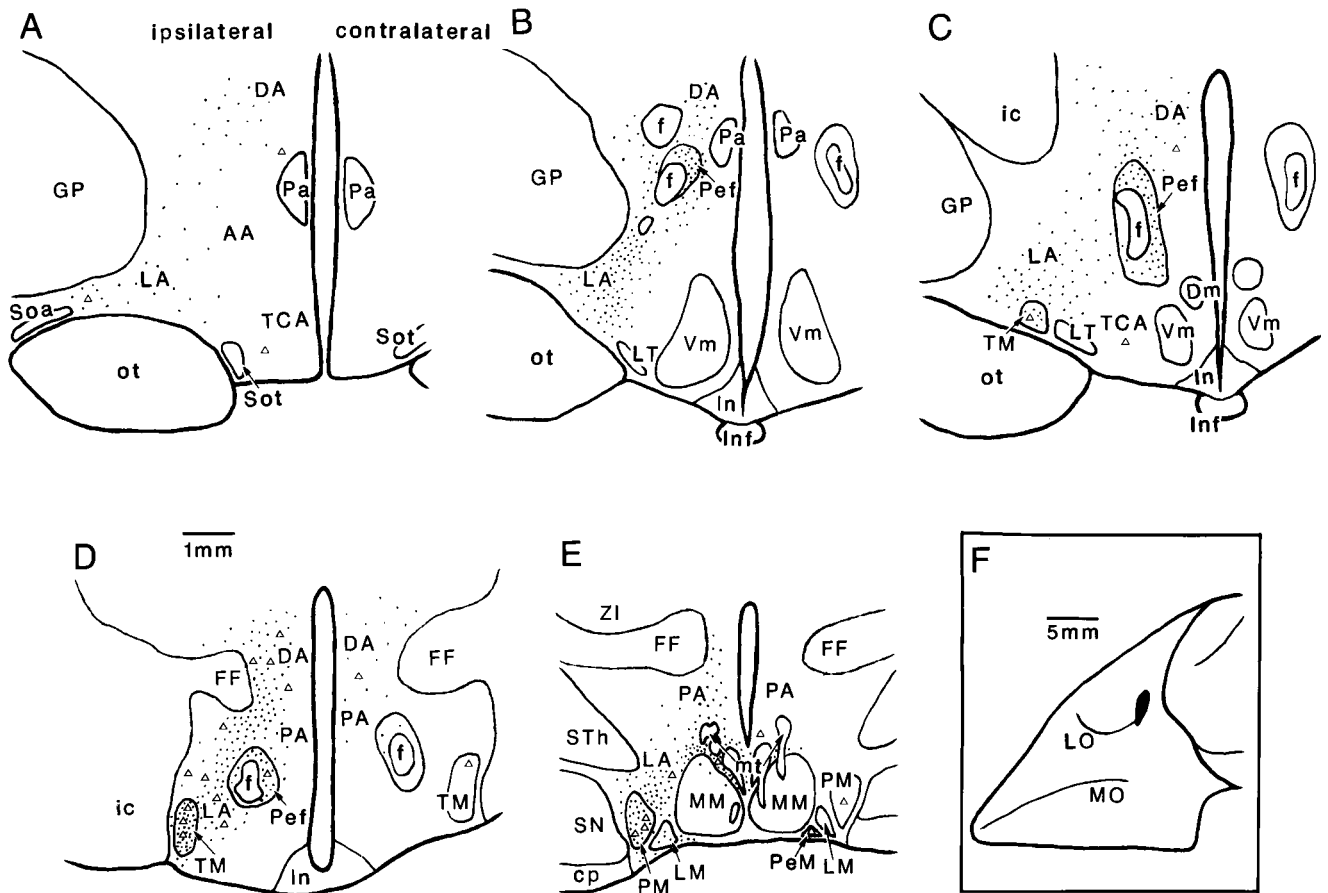 A
ipsilateral contralateral
DA
Pa Pa
GP
AA
LA
Soa
TCA
Sot
ot
Sot
B
DA
f
Pa Pa
f
f
GP
Pef
LA
Vm Vm
LT
ot
In
Inf
C
ic
DA
Pef
f
GP
f
LA
Dm
TCA
LT
Vm Vm
TM
In
ot
Inf
1mm
D
DA DA
FF
FF
PA PA
f
f
ic
LA
Pef
TM
TM
In
E
ZI
FF FF
PA PA
STh
LA
mt
PM
MM MM
SN
PeM
LM
LM
cp
PM
F
5mm
LO
MO